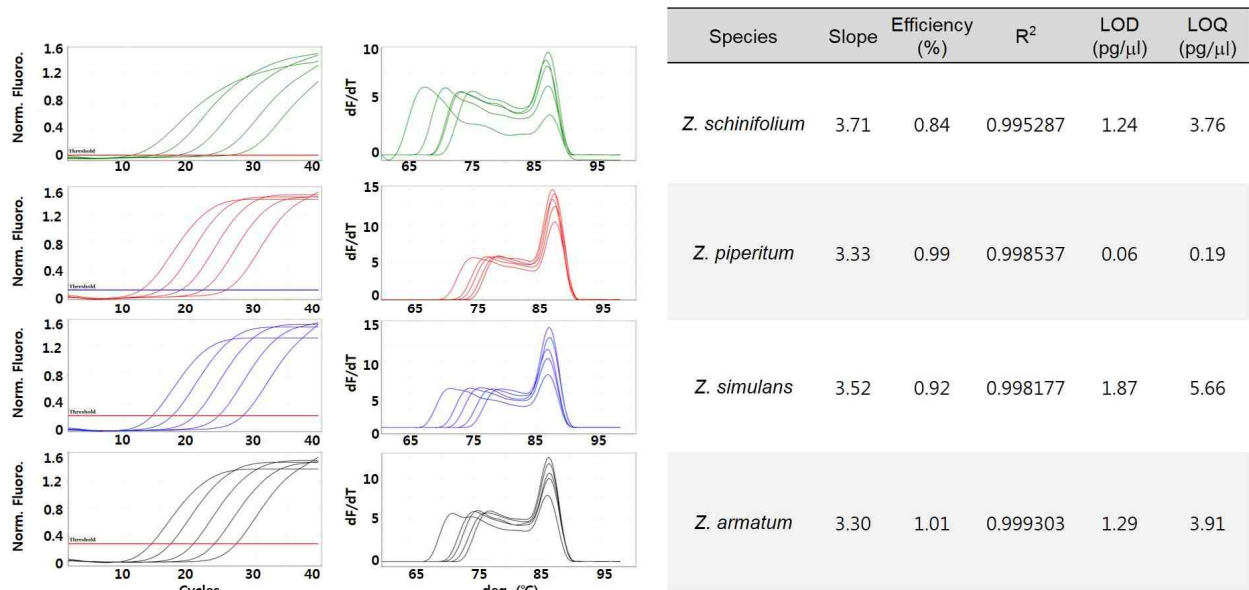 Norm. Fluoro.
1.6
1.2
0.8
0.4
0
Threshold
10 20 30 40
dF/dT
10
5
0
65 75 85 95
Norm. Fluoro.
1.6
1.2
0.8
0.4
0
10 20 30 40
dF/dT
15
10
5
0
65 75 85 95
Norm. Fluoro.
1.6
1.2
0.8
0.4
0
Threshold
10 20 30 40
dF/dT
15
10
5
0
65 75 85 95
Norm. Fluoro.
1.6
1.2
0.8
0.4
0
Threshold
10 20 30 40
Cycles
dF/dT
10
5
0
65 75 85 95
deg. (℃)
Species Slope Efficiency (%) R² LOD (pg/µl) LOQ (pg/µl)
Z. schinifolium 3.71 0.84 0.995287 1.24 3.76
Z. piperitum 3.33 0.99 0.998537 0.06 0.19
Z. simulans 3.52 0.92 0.998177 1.87 5.66
Z. armatum 3.30 1.01 0.999303 1.29 3.91